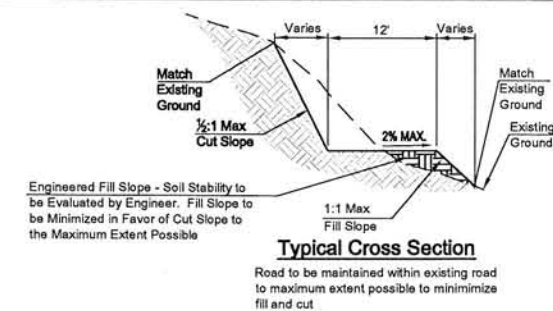 Varies
12'
Varies
Match
Existing
Ground
½:1 Max
Cut Slope
2% MAX.
Match
Existing
Ground
Existing
Ground
Engineered Fill Slope - Soil Stability to
be Evaluated by Engineer. Fill Slope to
be Minimized in Favor of Cut Slope to
the Maximum Extent Possible
1:1 Max
Fill Slope
Typical Cross Section
Road to be maintained within existing road
to maximum extent possible to minimimize
fill and cut